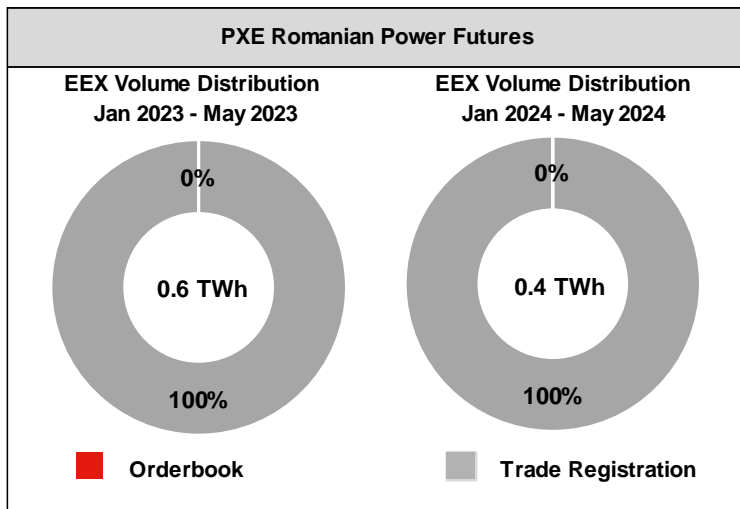 PXE Romanian Power Futures
EEX Volume Distribution
Jan 2023 - May 2023
EEX Volume Distribution
Jan 2024 - May 2024
0%
0.6 TWh
100%
0%
0.4 TWh
100%
Orderbook
Trade Registration